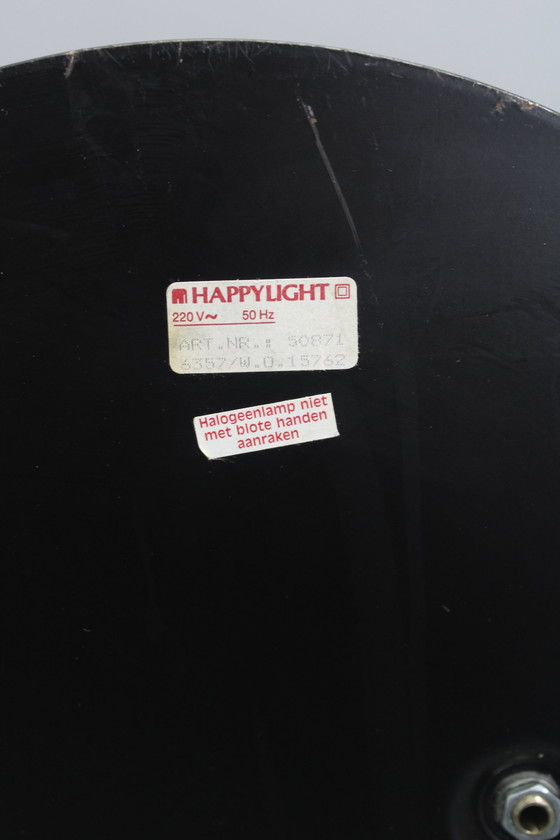 HAPPYLIGHT
220 V~ 50 Hz
ART.NR.: 50871
6357/W.O.15762
Halogeenlamp niet
met blote handen
aanraken